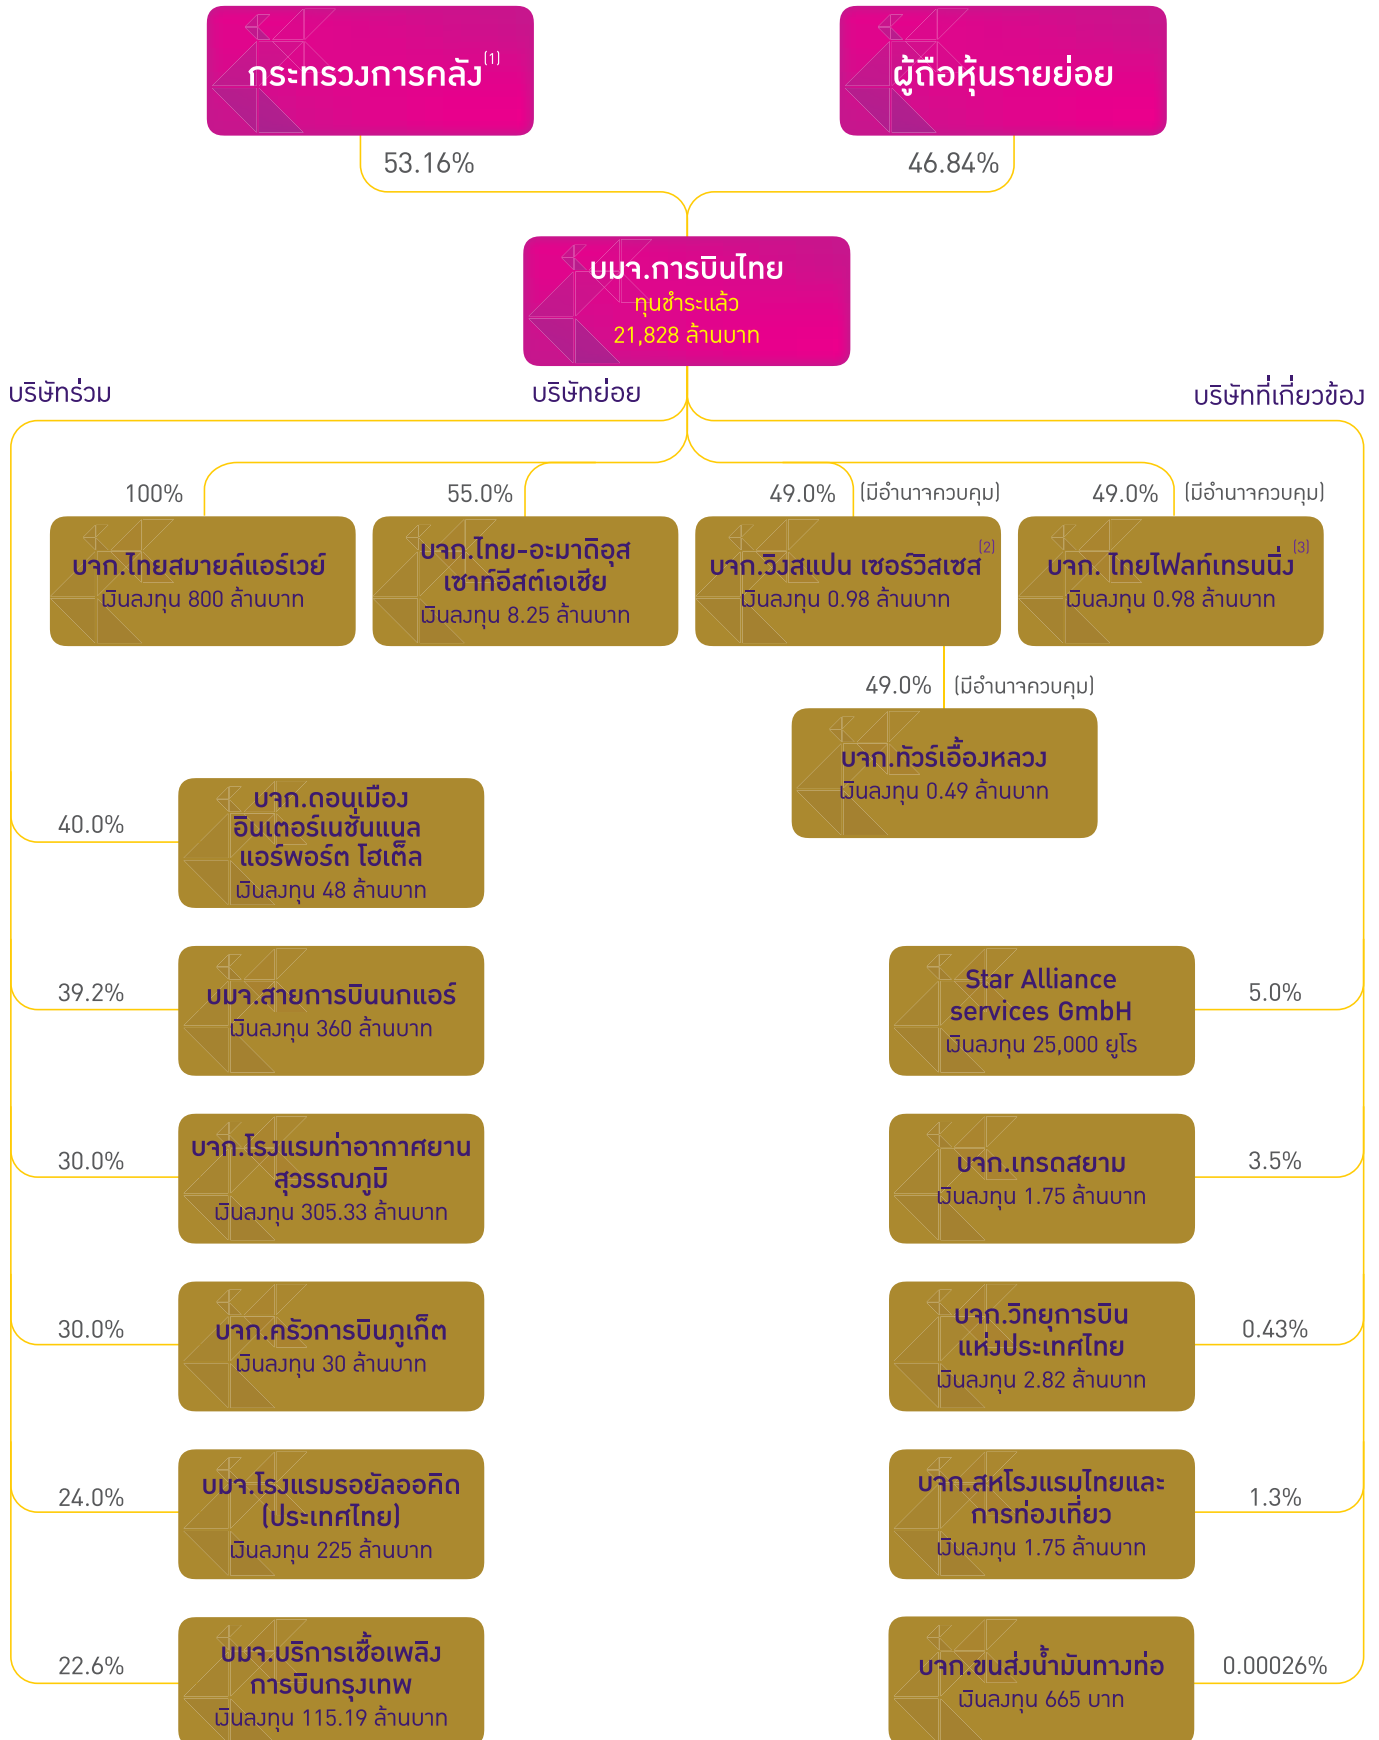 กระทรวงการคลัง(1)
ผู้ถือหุ้นรายย่อย
53.16%
46.84%
บมจ.การบินไทย
ทุนชำระแล้ว
21,828 ล้านบาท
บริษัทร่วม
บริษัทย่อย
บริษัทที่เกี่ยวข้อง
100%
55.0%
49.0% (มีอำนาจควบคุม)
49.0% (มีอำนาจควบคุม)
บจก.ไทยสมายล์แอร์เวย์
เงินลงทุน 800 ล้านบาท
บจก.ไทย-อะมาดิอุส
เซาท์อีสต์เอเชีย
เงินลงทุน 8.25 ล้านบาท
บจก.วิงสแปน เซอร์วิสเซส(2)
เงินลงทุน 0.98 ล้านบาท
บจก. ไทยไฟลท์เทรนนิ่ง(3)
เงินลงทุน 0.98 ล้านบาท
49.0% (มีอำนาจควบคุม)
บจก.ทัวร์เอื้องหลวง
เงินลงทุน 0.49 ล้านบาท
40.0%
บจก.ดอนเมือง
อินเตอร์เนชั่นแนล
แอร์พอร์ต โฮเต็ล
เงินลงทุน 48 ล้านบาท
39.2%
บมจ.สายการบินนกแอร์
เงินลงทุน 360 ล้านบาท
30.0%
บจก.โรงแรมท่าอากาศยาน
สุวรรณภูมิ
เงินลงทุน 305.33 ล้านบาท
30.0%
บจก.ครัวการบินภูเก็ต
เงินลงทุน 30 ล้านบาท
24.0%
บมจ.โรงแรมรอยัลออคิด
(ประเทศไทย)
เงินลงทุน 225 ล้านบาท
22.6%
บมจ.บริการเชื้อเพลิง
การบินกรุงเทพ
เงินลงทุน 115.19 ล้านบาท
Star Alliance
services GmbH
เงินลงทุน 25,000 ยูโร
5.0%
บจก.เทรดสยาม
เงินลงทุน 1.75 ล้านบาท
3.5%
บจก.วิทยุการบิน
แห่งประเทศไทย
เงินลงทุน 2.82 ล้านบาท
0.43%
บจก.สหโรงแรมไทยและ
การท่องเที่ยว
เงินลงทุน 1.75 ล้านบาท
1.3%
บจก.ขนส่งน้ำมันทางท่อ
เงินลงทุน 665 บาท
0.00026%